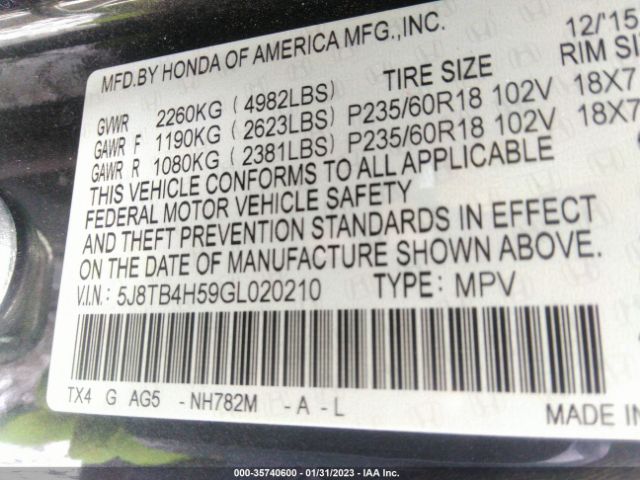 MFD.BY HONDA OF AMERICA MFG.,INC. 12/'15
TIRE SIZE RIM SI
GVWR 2260KG (4982LBS)
GAWR F 1190KG (2623LBS) P235/60R18 102V 18X7
GAWR R 1080KG (2381LBS) P235/60R18 102V 18X7
THIS VEHICLE CONFORMS TO ALL APPLICABLE
FEDERAL MOTOR VEHICLE SAFETY
AND THEFT PREVENTION STANDARDS IN EFFECT
ON THE DATE OF MANUFACTURE SHOWN ABOVE.
V.I.N.: 5J8TB4H59GL020210 TYPE: MPV
TX4 G AG5 -NH782M -A-L
MADE IN
000-35740600 - 01/31/2023 - IAA Inc.